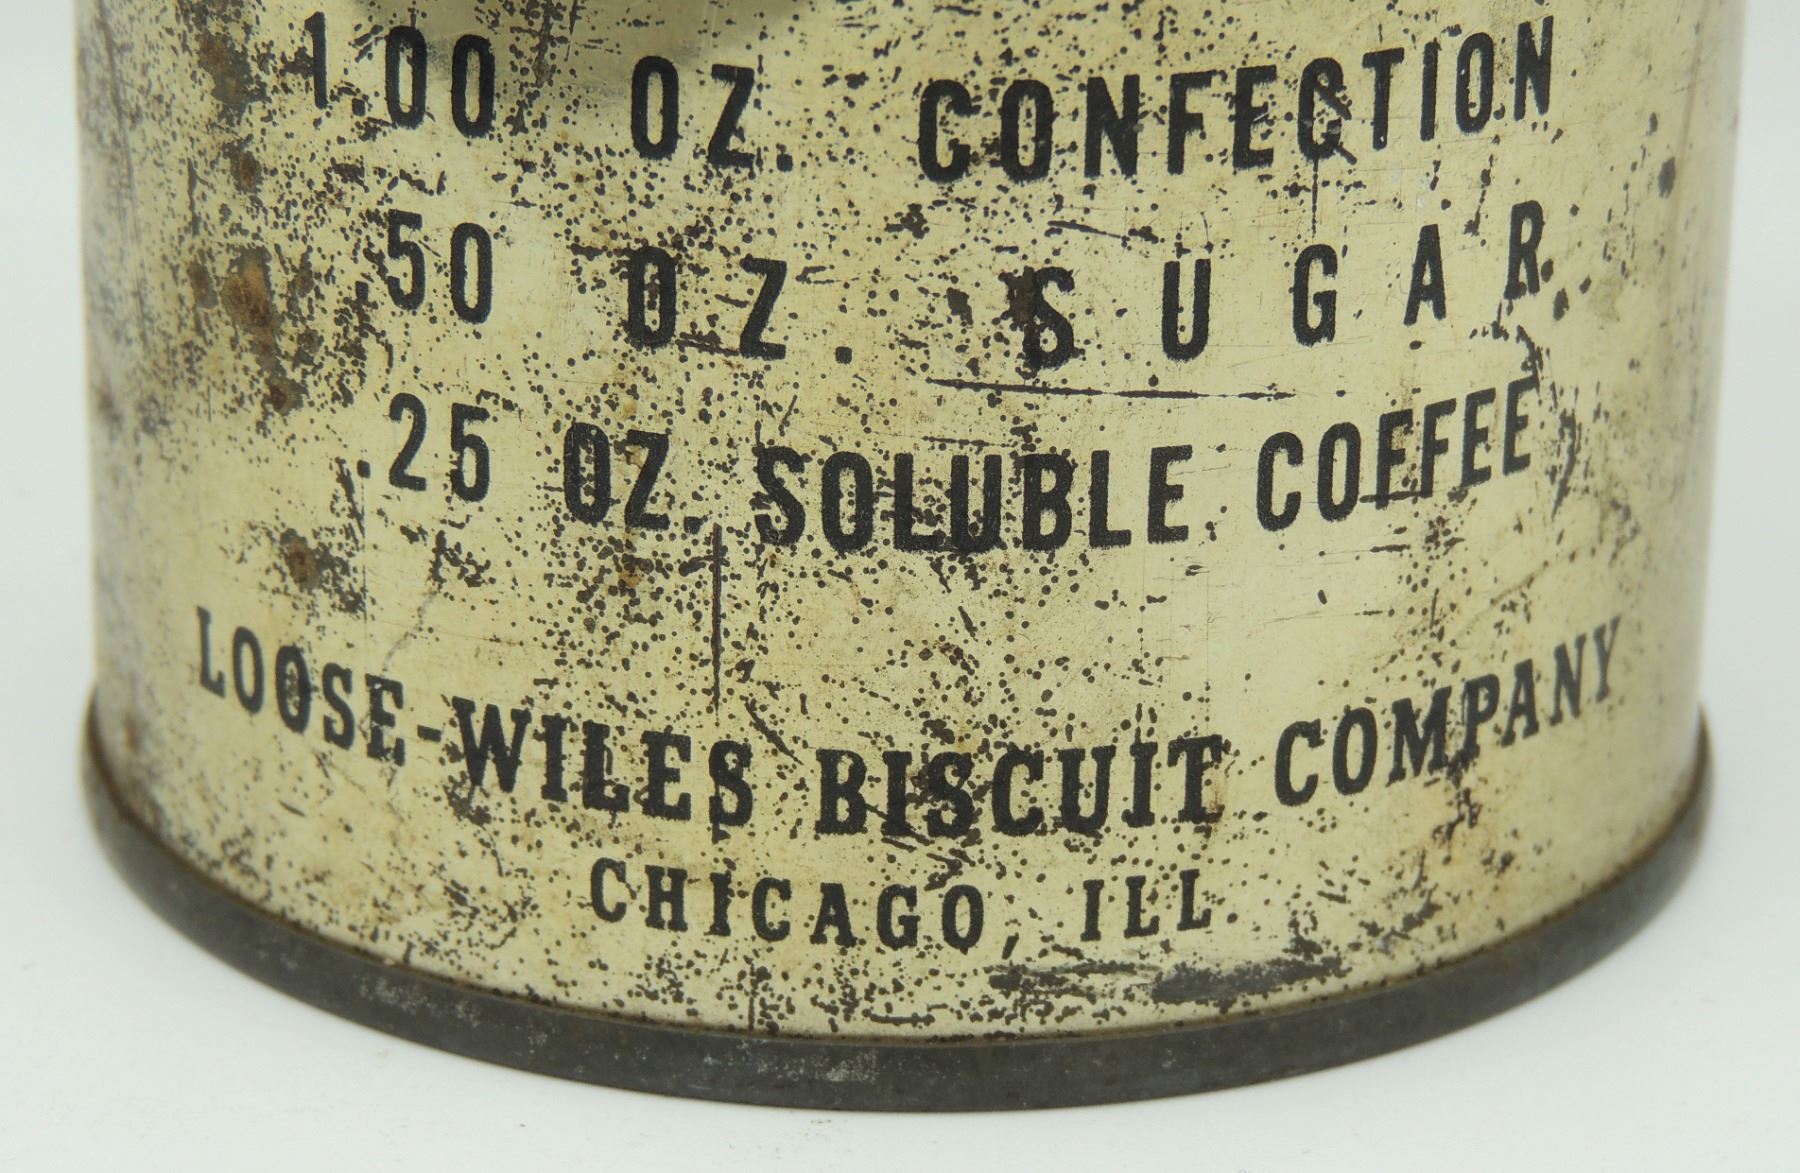 1.00 OZ. CONFECTION
.50 OZ. SUGAR
.25 OZ. SOLUBLE COFFEE
LOOSE-WILES BISCUIT COMPANY
CHICAGO, ILL.